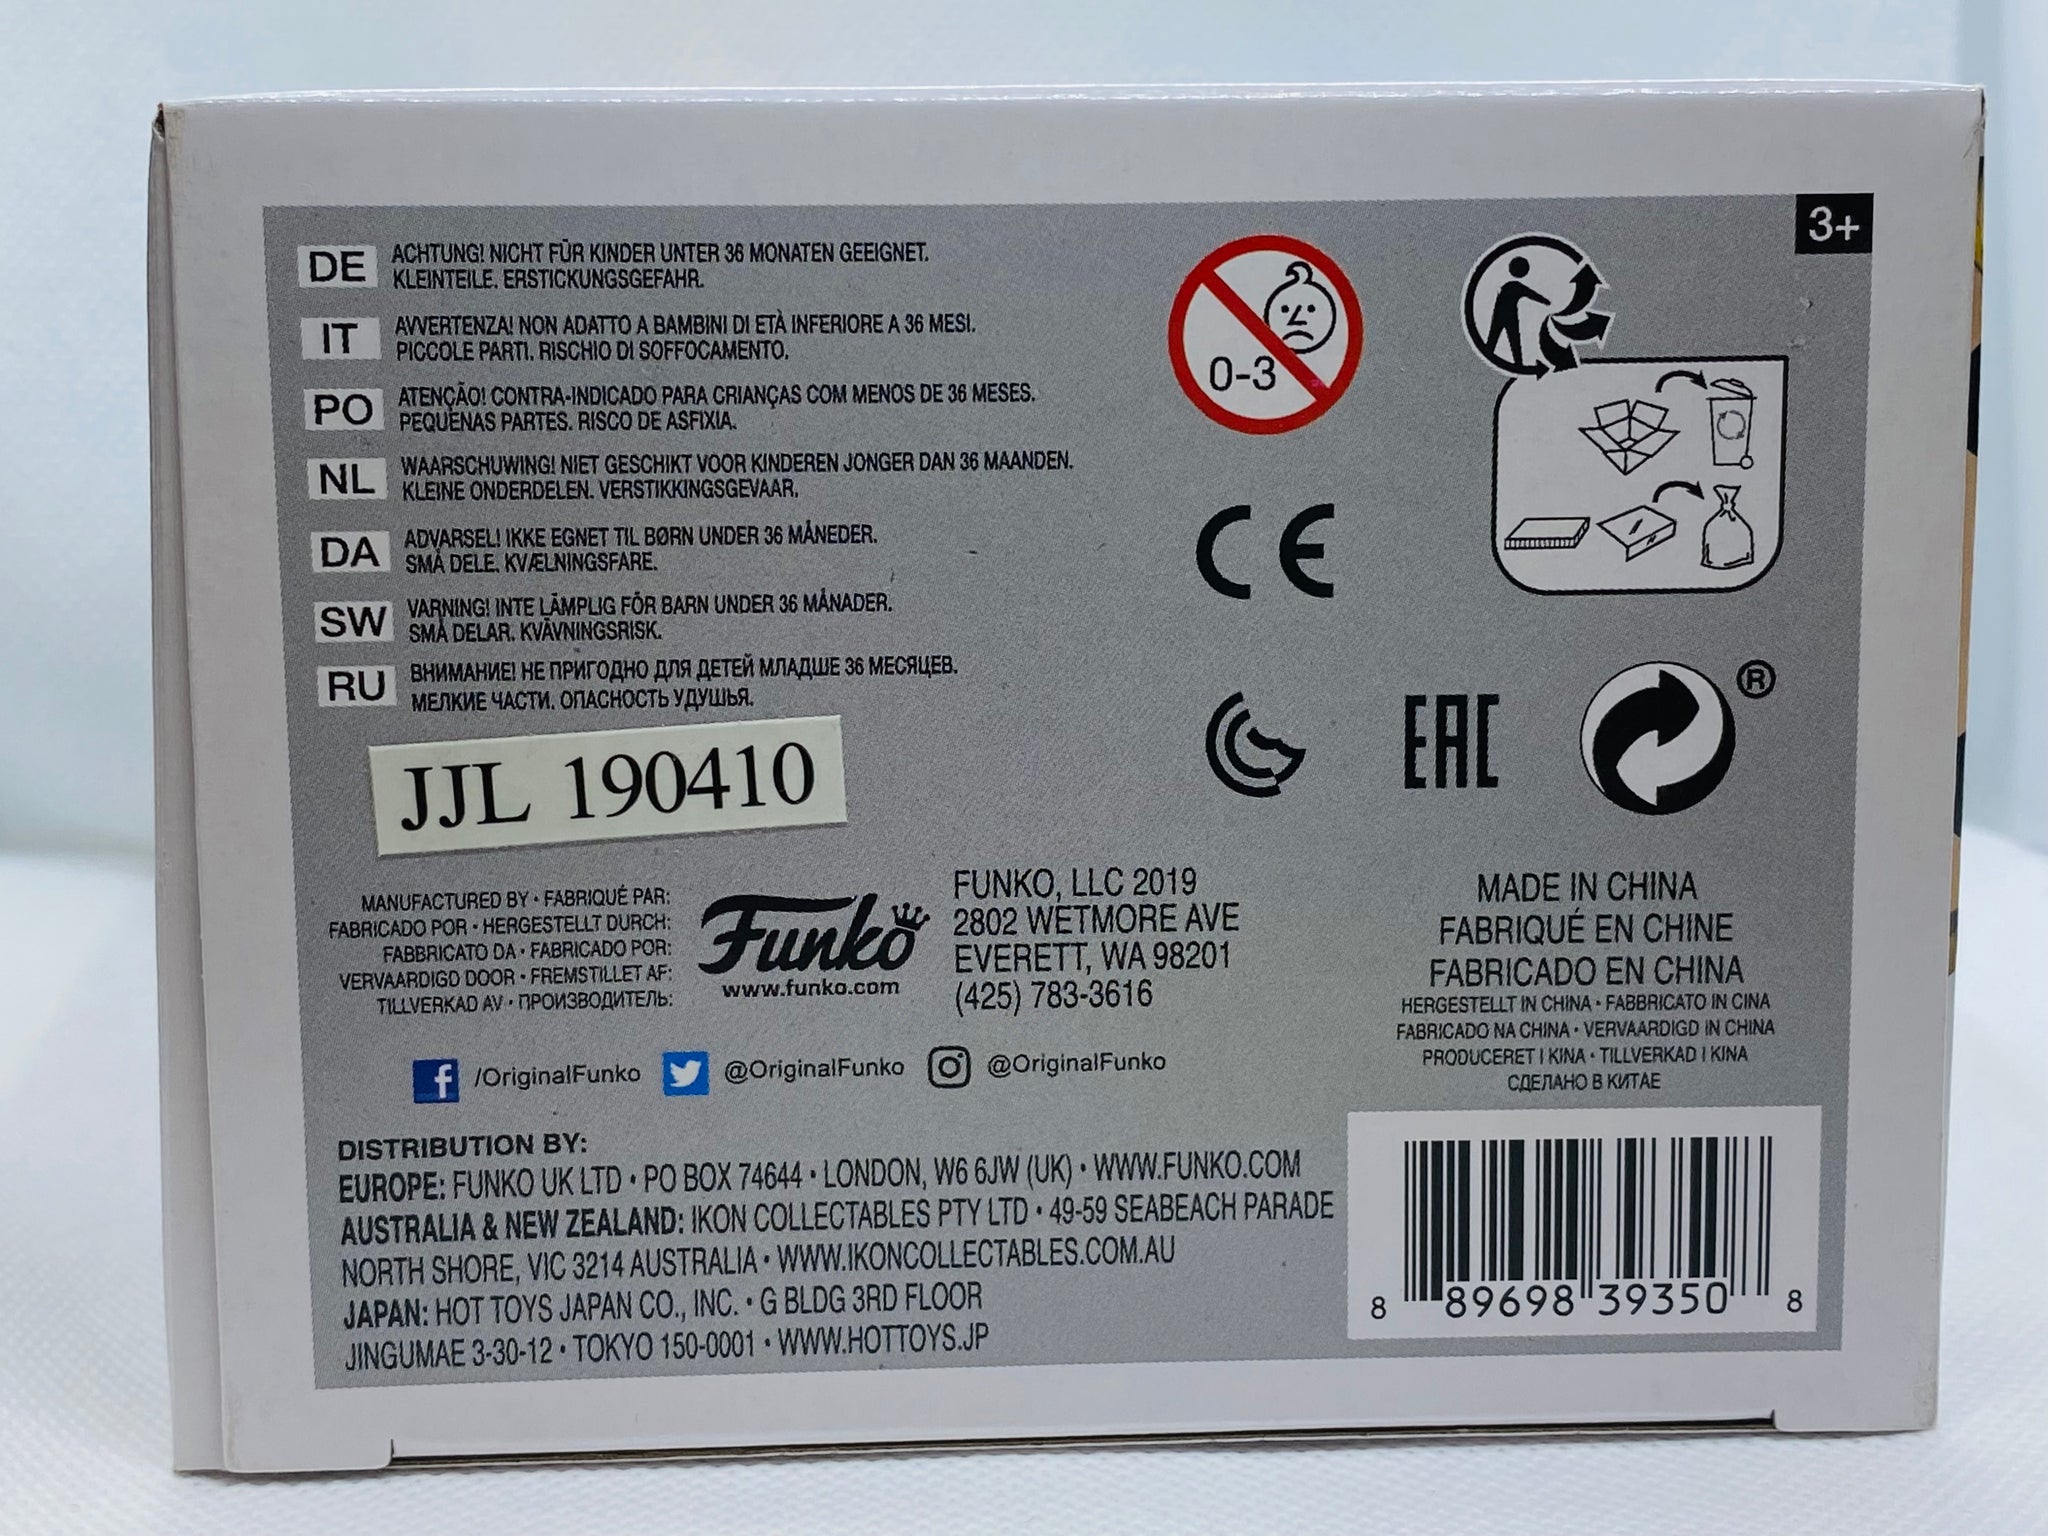 3+
DE ACHTUNG! NICHT FÜR KINDER UNTER 36 MONATEN GEEIGNET.
KLEINTEILE. ERSTICKUNGSGEFAHR.
IT AVVERTENZA! NON ADATTO A BAMBINI DI ETÀ INFERIORE A 36 MESI.
PICCOLE PARTI. RISCHIO DI SOFFOCAMENTO.
PO ATENÇÃO! CONTRA-INDICADO PARA CRIANÇAS COM MENOS DE 36 MESES.
PEQUENAS PARTES. RISCO DE ASFIXIA.
NL WAARSCHUWING! NIET GESCHIKT VOOR KINDEREN JONGER DAN 36 MAANDEN.
KLEINE ONDERDELEN. VERSTIKKINGSGEVAAR.
DA ADVARSEL! IKKE EGNET TIL BØRN UNDER 36 MÅNEDER.
SMÅ DELE. KVÆLNINGSFARE.
SW VARNING! INTE LÄMPLIG FÖR BARN UNDER 36 MÅNADER.
SMÅ DELAR. KVÄVNINGSRISK.
RU ВНИМАНИЕ! НЕ ПРИГОДНО ДЛЯ ДЕТЕЙ МЛАДШЕ 36 МЕСЯЦЕВ.
МЕЛКИЕ ЧАСТИ. ОПАСНОСТЬ УДУШЬЯ.
0-3
CE
EAC
®
JJL 190410
MANUFACTURED BY • FABRIQUÉ PAR:
FABRICADO POR • HERGESTELLT DURCH:
FABBRICATO DA • FABRICADO POR:
VERVAARDIGD DOOR • FREMSTILLET AF:
TILLVERKAD AV • ПРОИЗВОДИТЕЛЬ:
Funko
www.funko.com
FUNKO, LLC 2019
2802 WETMORE AVE
EVERETT, WA 98201
(425) 783-3616
MADE IN CHINA
FABRIQUÉ EN CHINE
FABRICADO EN CHINA
HERGESTELLT IN CHINA • FABBRICATO IN CINA
FABRICADO NA CHINA • VERVAARDIGD IN CHINA
PRODUCERET I KINA • TILLVERKAD I KINA
СДЕЛАНО В КИТАЕ
f /OriginalFunko @OriginalFunko @OriginalFunko
DISTRIBUTION BY:
EUROPE: FUNKO UK LTD • PO BOX 74644 • LONDON, W6 6JW (UK) • WWW.FUNKO.COM
AUSTRALIA & NEW ZEALAND: IKON COLLECTABLES PTY LTD • 49-59 SEABEACH PARADE
NORTH SHORE, VIC 3214 AUSTRALIA • WWW.IKONCOLLECTABLES.COM.AU
JAPAN: HOT TOYS JAPAN CO., INC. • G BLDG 3RD FLOOR
JINGUMAE 3-30-12 • TOKYO 150-0001 • WWW.HOTTOYS.JP
8 89698 39350 8